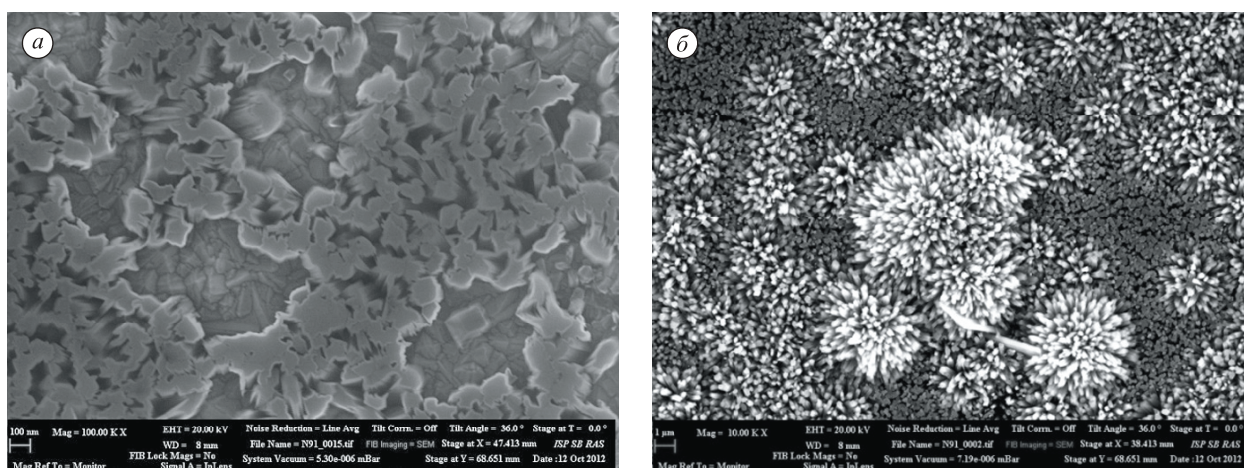 а
100 nm Mag = 100.00 K X EHT = 20.00 kV Noise Reduction = Line Avg Tilt Corrn. = Off Tilt Angle = 36.0° Stage at T = 0.0°
WD = 8 mm File Name = N91_0015.tif FIB Imaging = SEM Stage at X = 47.413 mm ISP SB RAS
FIB Lock Mags = No System Vacuum = 5.30e-006 mBar Stage at Y = 68.651 mm Date :12 Oct 2012
Mag Ref To = Monitor Signal A = InLens
б
1 µm Mag = 10.00 K X EHT = 20.00 kV Noise Reduction = Line Avg Tilt Corrn. = Off Tilt Angle = 36.0° Stage at T = 0.0°
WD = 8 mm File Name = N91_0002.tif FIB Imaging = SEM Stage at X = 38.413 mm ISP SB RAS
FIB Lock Mags = No System Vacuum = 7.19e-006 mBar Stage at Y = 68.651 mm Date :12 Oct 2012
Mag Ref To = Monitor Signal A = InLens